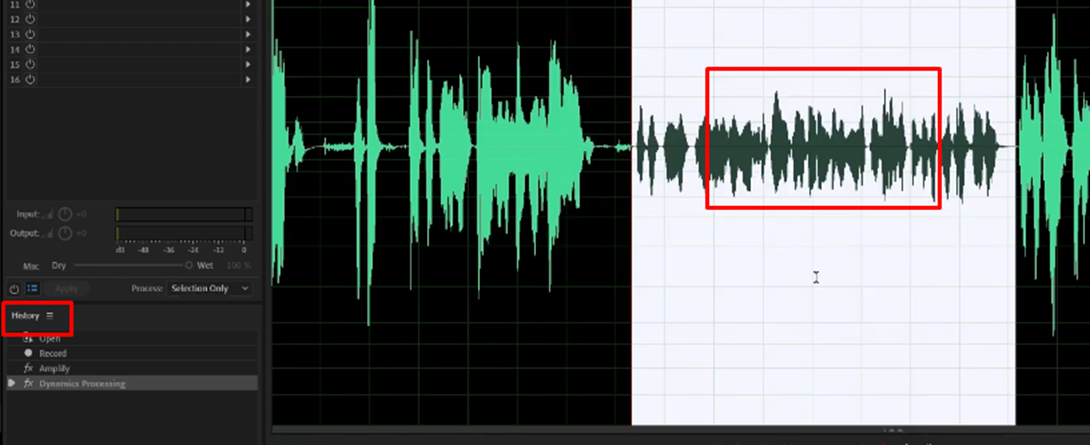 11
12
13
14
15
16
Input: +0
Output: +0
dB -48 -36 -24 -12 0
Mix: Dry Wet 100 %
Apply Process: Selection Only
History
Open
Record
fx Amplify
fx Dynamics Processing